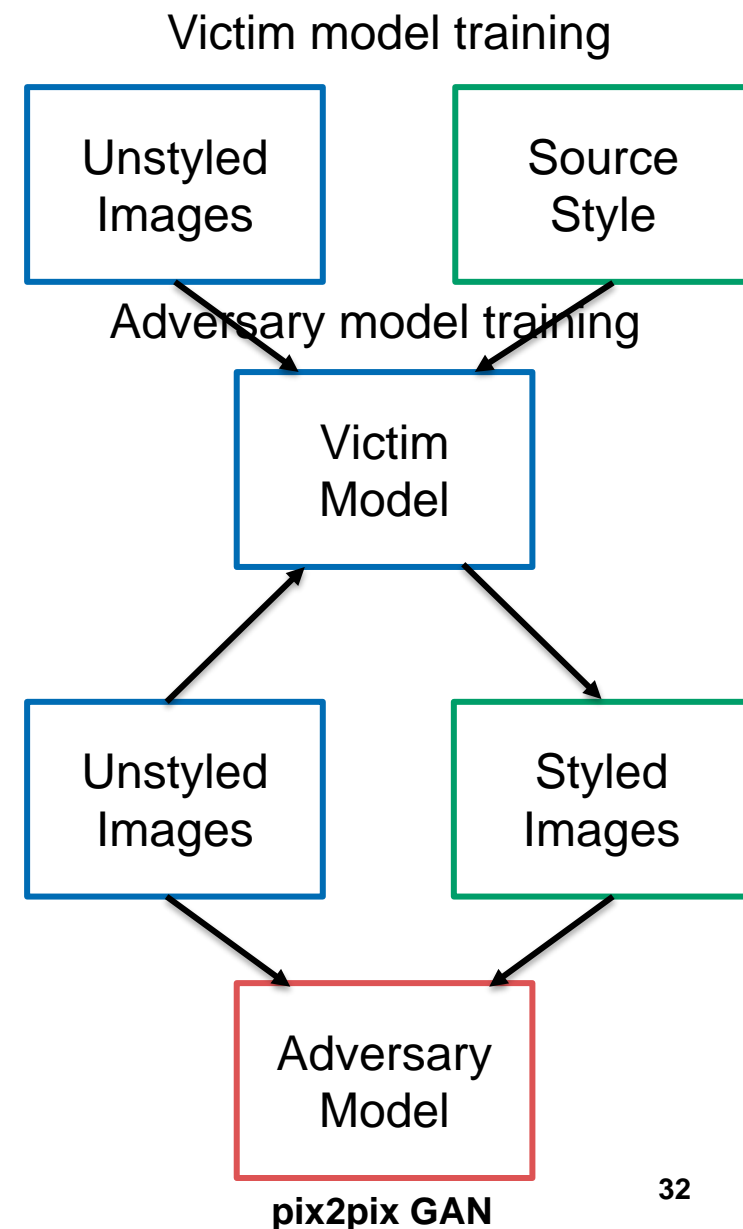 Victim model training
Unstyled
Images
Source
Style
Adversary model training
Victim
Model
Unstyled
Images
Styled
Images
Adversary
Model
pix2pix GAN
32